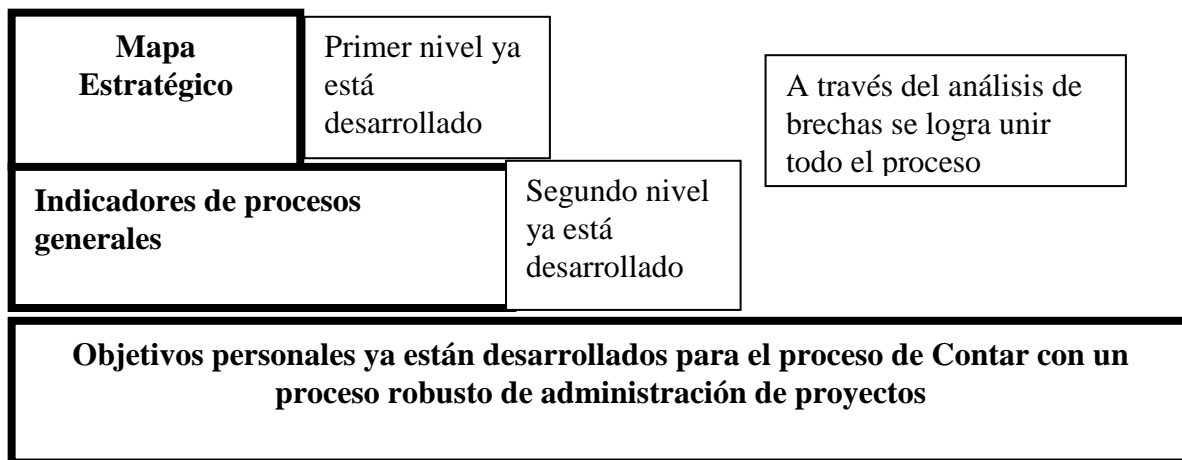 Mapa
Estratégico
Primer nivel ya
está
desarrollado
A través del análisis de
brechas se logra unir
todo el proceso
Indicadores de procesos
generales
Segundo nivel
ya está
desarrollado
Objetivos personales ya están desarrollados para el proceso de Contar con un
proceso robusto de administración de proyectos